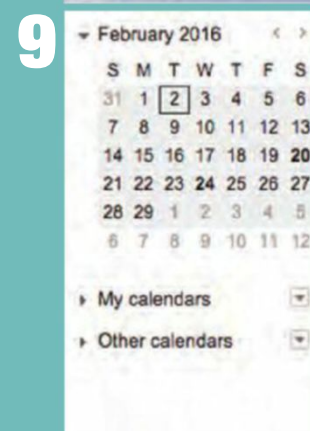 9
February 2016 < >
S M T W T F S
31 1 2 3 4 5 6
7 8 9 10 11 12 13
14 15 16 17 18 19 20
21 22 23 24 25 26 27
28 29 1 2 3 4 5
6 7 8 9 10 11 12
My calendars
Other calendars